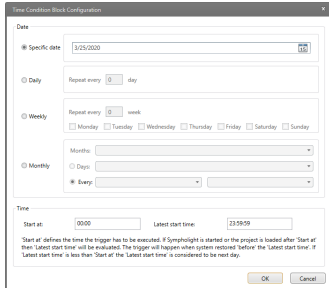 Time Condition Block Configuration
Date
Specific date
3/25/2020
15
Daily
Repeat every 0 day
Weekly
Repeat every 0 week
Monday Tuesday Wednesday Thursday Friday Saturday Sunday
Monthly
Months:
Days:
Every:
Time
Start at: 00:00 Latest start time: 23:59:59
'Start at' defines the time the trigger has to be executed. If Sympholight is started or the project is loaded after 'Start at'
then 'Latest start time' will be evaluated. The trigger will happen when system restored 'before' the 'Latest start time'. If
'Latest start time' is less than 'Start at' the 'Latest start time' is considered to be next day.
OK Cancel